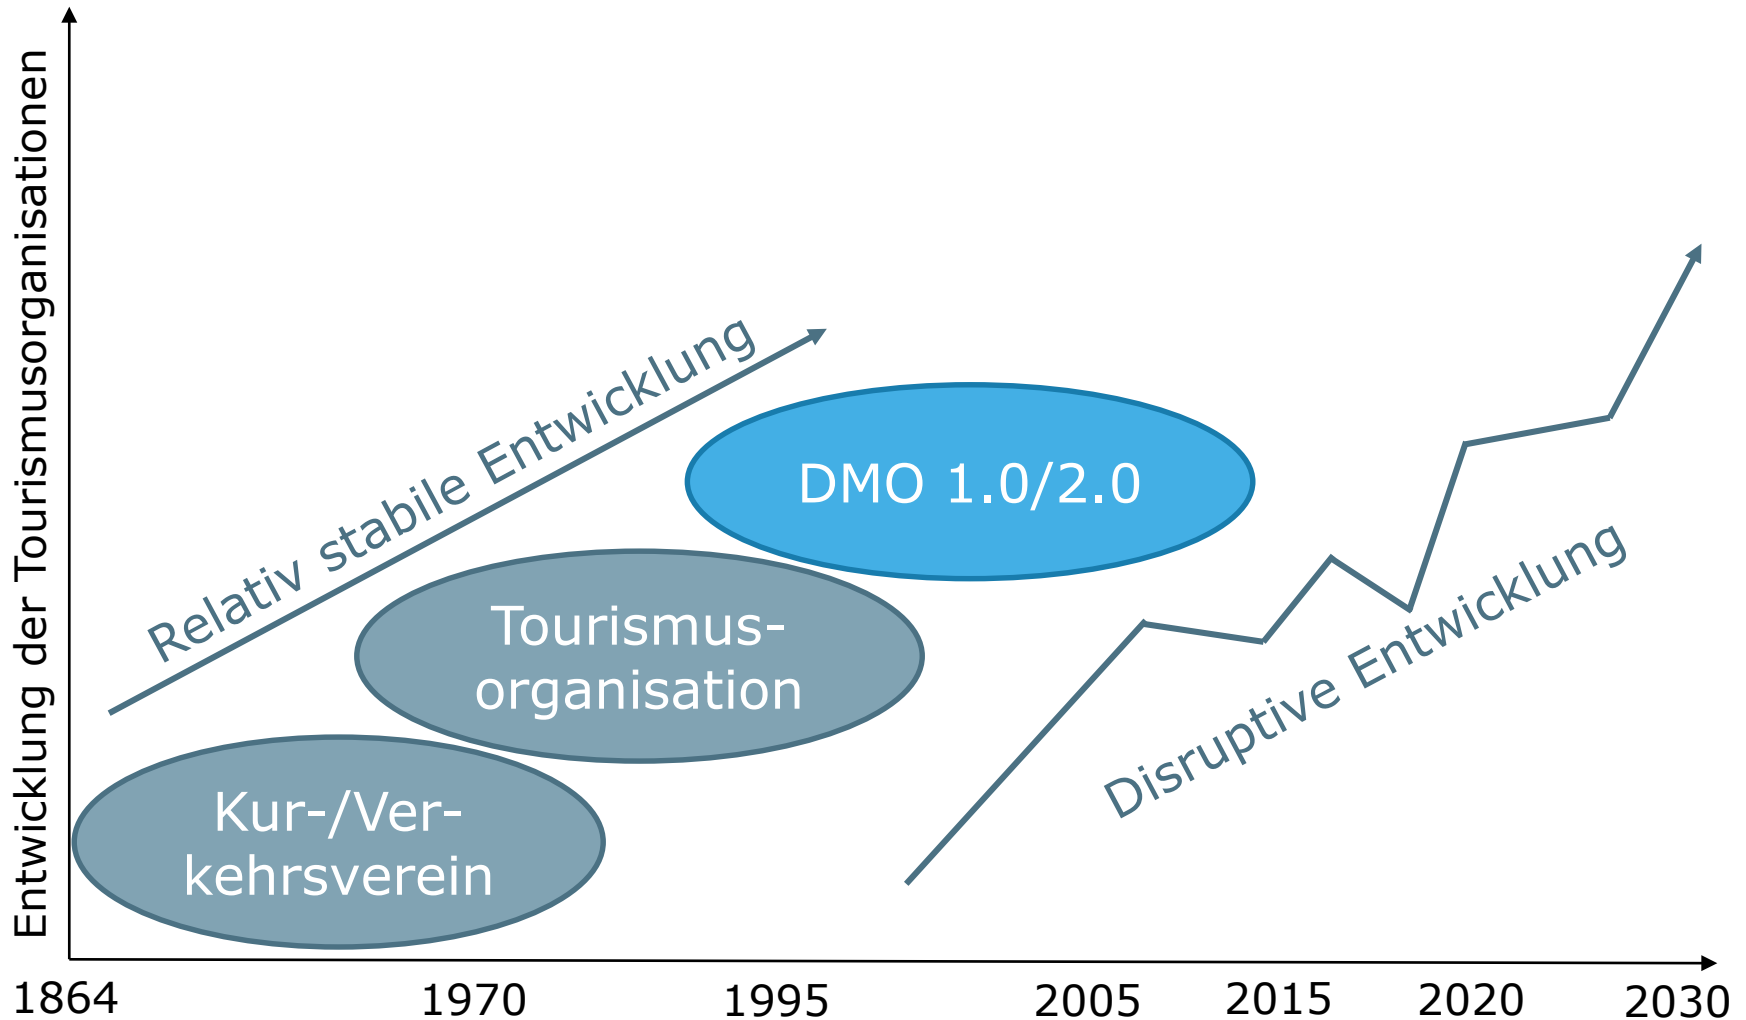 Entwicklung der Tourismusorganisationen
Relativ stabile Entwicklung
DMO 1.0/2.0
Tourismus-
organisation
Kur-/Ver-
kehrsverein
Disruptive Entwicklung
1864
1970
1995
2005
2015
2020
2030